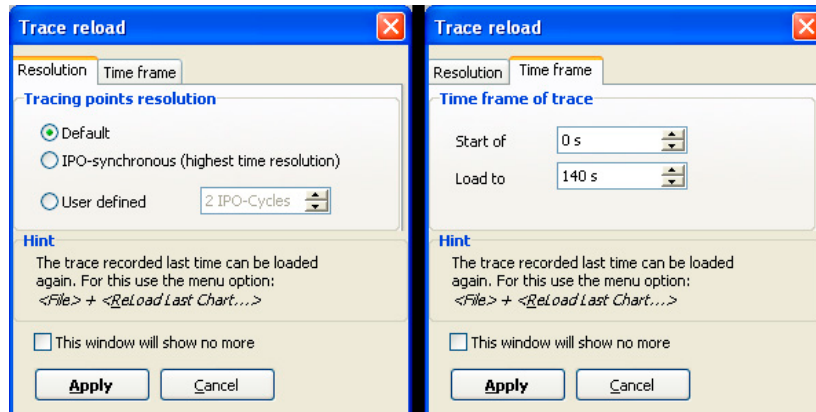 Trace reload
Resolution Time frame
Tracing points resolution
Default
IPO-synchronous (highest time resolution)
User defined 2 IPO-Cycles
Hint
The trace recorded last time can be loaded
again. For this use the menu option:
<File> + <ReLoad Last Chart...>
This window will show no more
Apply Cancel
Trace reload
Resolution Time frame
Time frame of trace
Start of 0 s
Load to 140 s
Hint
The trace recorded last time can be loaded
again. For this use the menu option:
<File> + <ReLoad Last Chart...>
This window will show no more
Apply Cancel